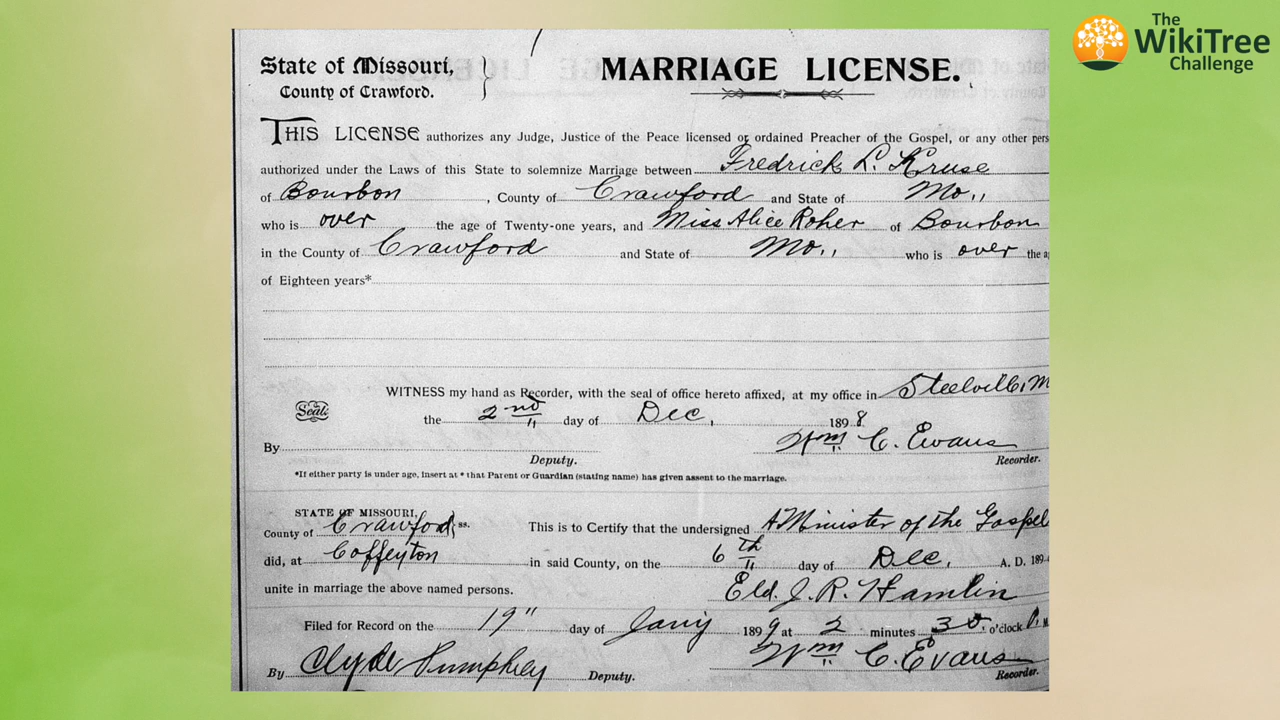 The
WikiTree
Challenge
State of Missouri,
County of Crawford.
MARRIAGE LICENSE.
THIS LICENSE authorizes any Judge, Justice of the Peace licensed or ordained Preacher of the Gospel, or any other pers
authorized under the Laws of this State to solemnize Marriage between Fredrick L. Kruse
of Bourbon, County of Crawford and State of Mo.,
who is over the age of Twenty-one years, and Miss Alice Roher of Bourbon
in the County of Crawford and State of Mo., who is over the a
of Eighteen years*
WITNESS my hand as Recorder, with the seal of office hereto affixed, at my office in Steelville, M
Seal
the 2nd day of Dec, 1898.
By Wm C. Evans
Deputy. Recorder.
*If either party is under age, insert at * that Parent or Guardian (stating name) has given assent to the marriage.
STATE OF MISSOURI,
County of Crawford ss. This is to Certify that the undersigned A Minister of the Gospel
did, at Coffeyton in said County, on the 6th day of Dec, A. D. 189
unite in marriage the above named persons. Eld. J. R. Hamlin
Filed for Record on the 19" day of Jany 1899 at 2 minutes 30 o'clock P. M
By Clyde Pumphrey Deputy. Wm C. Evans Recorder.